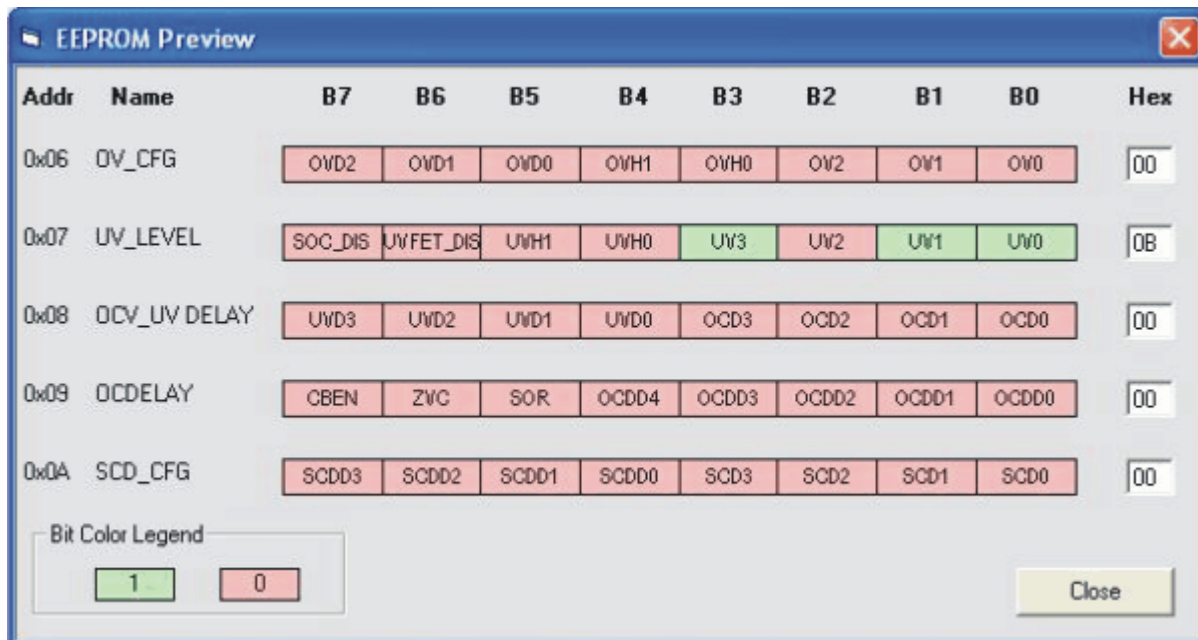 EEPROM Preview
Addr Name B7 B6 B5 B4 B3 B2 B1 B0 Hex
0x06 OV_CFG OVD2 OVD1 OVD0 OVH1 OVH0 OV2 OV1 OV0 00
0x07 UV_LEVEL SOC_DIS UVFET_DIS UVH1 UVH0 UV3 UV2 UV1 UV0 0B
0x08 OCV_UV DELAY UVD3 UVD2 UVD1 UVD0 OCD3 OCD2 OCD1 OCD0 00
0x09 OCDELAY CBEN ZVC SOR OCDD4 OCDD3 OCDD2 OCDD1 OCDD0 00
0x0A SCD_CFG SCDD3 SCDD2 SCDD1 SCDD0 SCD3 SCD2 SCD1 SCD0 00
Bit Color Legend
1 0
Close